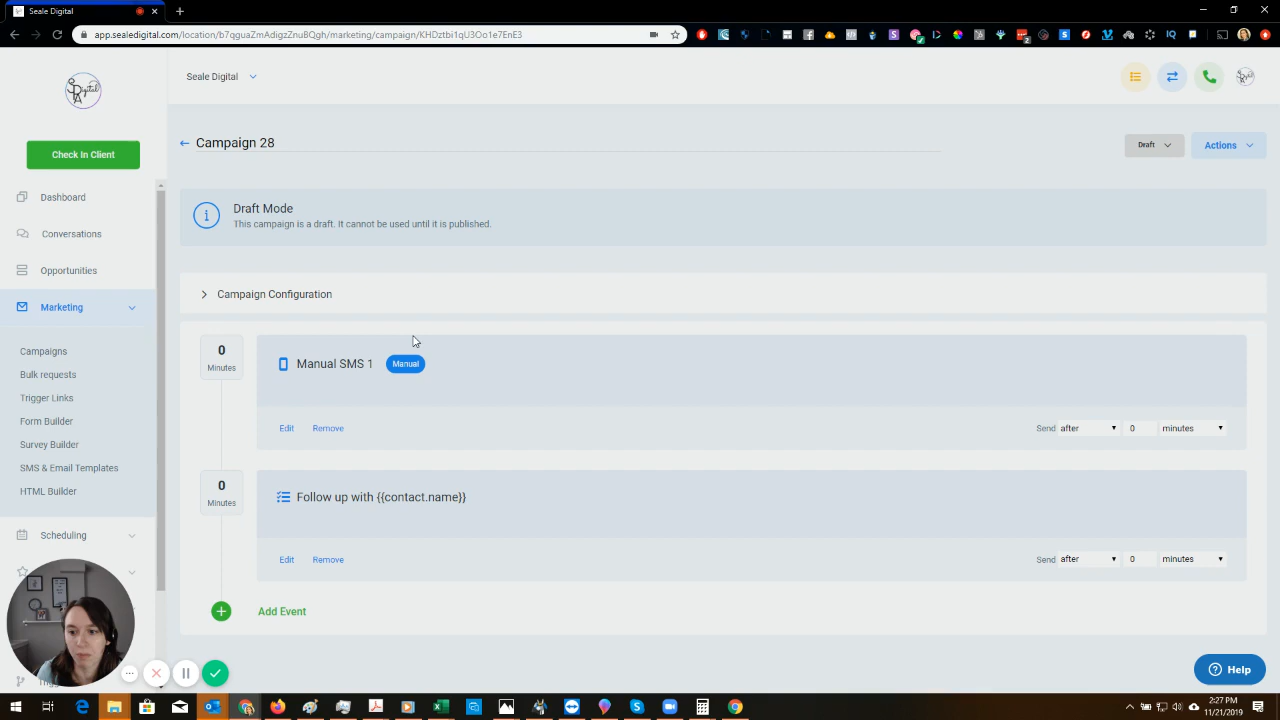 Seale Digital
app.sealedigital.com/location/b7qguaZmAdigzZnuBQgh/marketing/campaign/KHDztbi1qU3Oo1e7EnE3
Seale Digital
Check In Client
Dashboard
Conversations
Opportunities
Marketing
Campaigns
Bulk requests
Trigger Links
Form Builder
Survey Builder
SMS & Email Templates
HTML Builder
Scheduling
Campaign 28
Draft
Actions
Draft Mode
This campaign is a draft. It cannot be used until it is published.
Campaign Configuration
0
Minutes
Manual SMS 1
Manual
Edit
Remove
Send after 0 minutes
0
Minutes
Follow up with {{contact.name}}
Edit
Remove
Send after 0 minutes
Add Event
Help
2:27 PM
11/21/2019